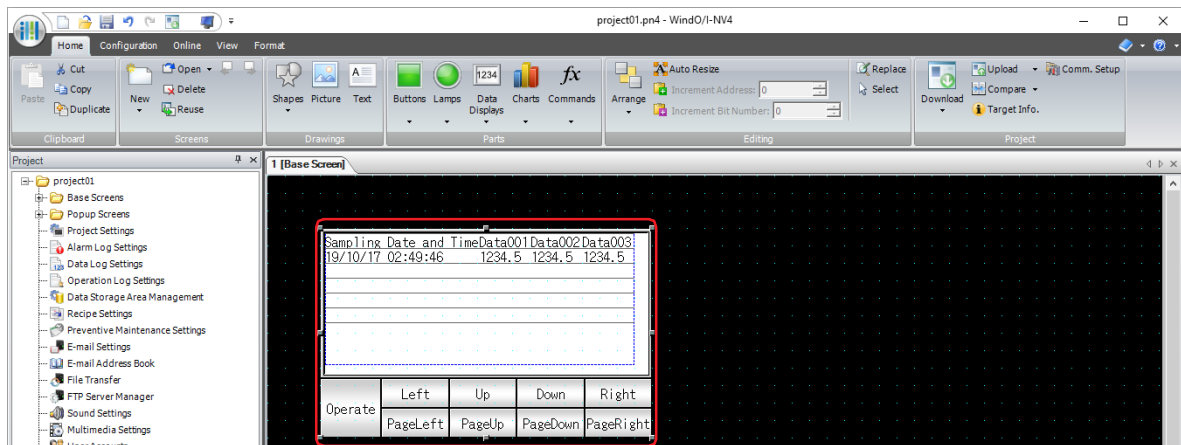 project01.pn4 - WindO/I-NV4
Home Configuration Online View Format
Paste
Cut
Copy
Duplicate
Clipboard
New
Open
Delete
Reuse
Screens
Shapes Picture Text
Drawings
Buttons Lamps 1234 Data Displays Charts fx Commands
Parts
Arrange
Auto Resize
Increment Address: 0
Increment Bit Number: 0
Replace
Select
Editing
Download
Upload
Compare
Target Info.
Comm. Setup
Project
Project
project01
Base Screens
Popup Screens
Project Settings
Alarm Log Settings
Data Log Settings
Operation Log Settings
Data Storage Area Management
Recipe Settings
Preventive Maintenance Settings
E-mail Settings
E-mail Address Book
File Transfer
FTP Server Manager
Sound Settings
Multimedia Settings
1 [Base Screen]
Sampling Date and TimeData001Data002Data003
19/10/17 02:49:46 1234.5 1234.5 1234.5
Operate
Left Up Down Right
PageLeft PageUp PageDown PageRight